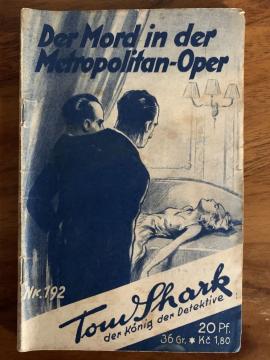 Der Mord in der
Metropolitan-Oper
Nr. 192
Tom Shark
der König der Detektive
20 Pf.
36 Gr. * Kč 1,80